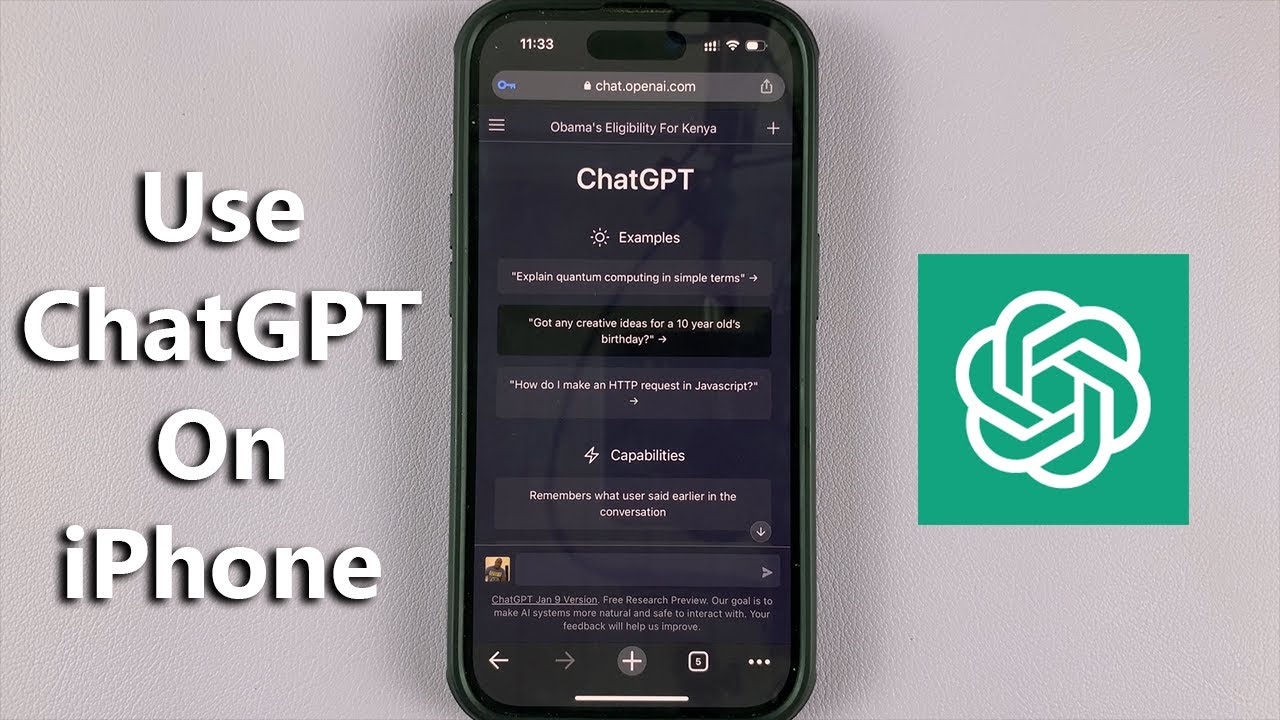 Use
ChatGPT
On
iPhone
11:33
chat.openai.com
Obama's Eligibility For Kenya
ChatGPT
Examples
"Explain quantum computing in simple terms" →
"Got any creative ideas for a 10 year old's
birthday?" →
"How do I make an HTTP request in Javascript?"
→
Capabilities
Remembers what user said earlier in the
conversation
ChatGPT Jan 9 Version. Free Research Preview. Our goal is to
make AI systems more natural and safe to interact with. Your
feedback will help us improve.
5